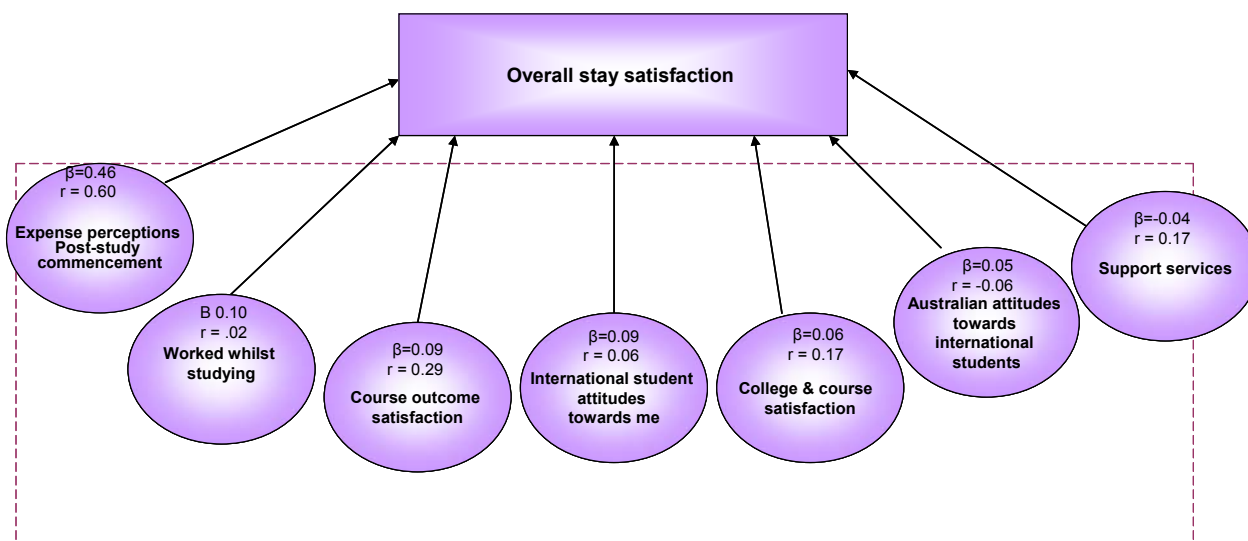 Overall stay satisfaction
β=0.46
r = 0.60
Expense perceptions
Post-study
commencement
B 0.10
r = .02
Worked whilst
studying
β=0.09
r = 0.29
Course outcome
satisfaction
β=0.09
r = 0.06
International student
attitudes
towards me
β=0.06
r = 0.17
College & course
satisfaction
β=0.05
r = -0.06
Australian attitudes
towards
international
students
β=-0.04
r = 0.17
Support services